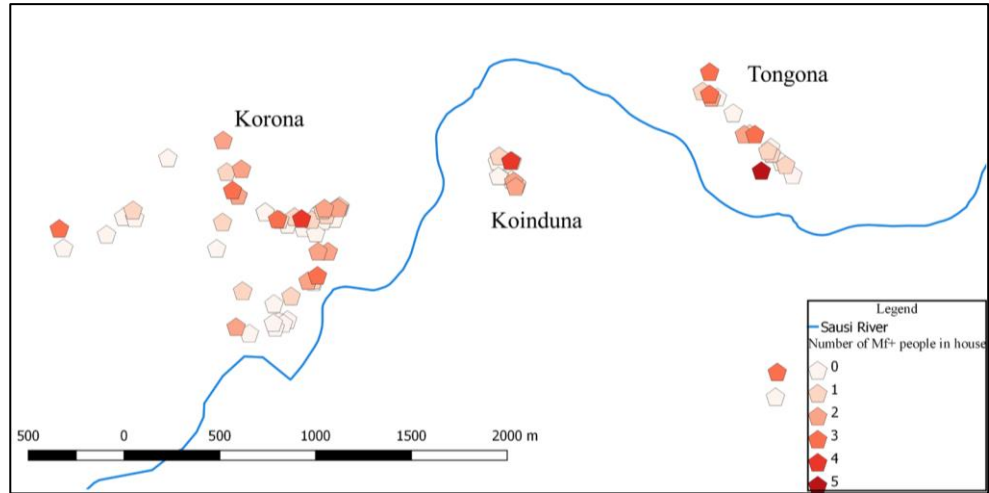 Tongona
Korona
Koinduna
Legend
Sausi River
Number of Mf+ people in house
0
1
2
3
4
5
500 0 500 1000 1500 2000 m